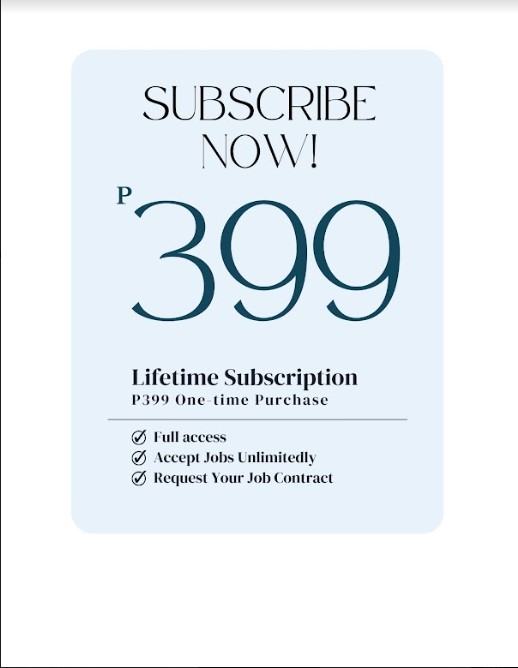 SUBSCRIBE
NOW!
P
399
Lifetime Subscription
P399 One-time Purchase
Full access
Accept Jobs Unlimitedly
Request Your Job Contract